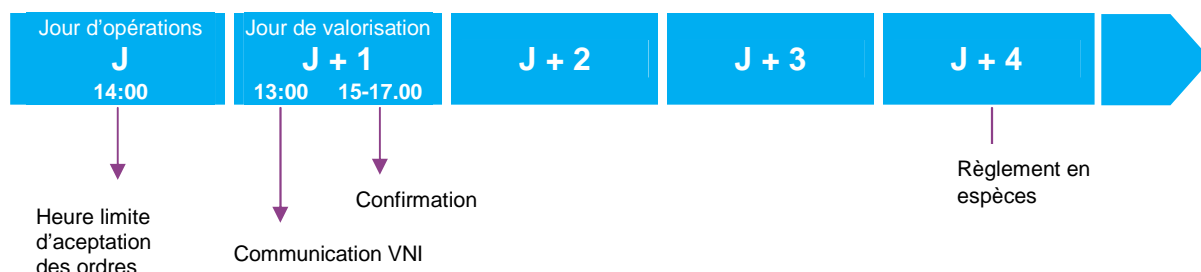 Jour d'opérations
J
14:00
Jour de valorisation
J + 1
13:00 15-17.00
J + 2
J + 3
J + 4
Heure limite
d'aceptation
des ordres
Communication VNI
Confirmation
Règlement en
espèces